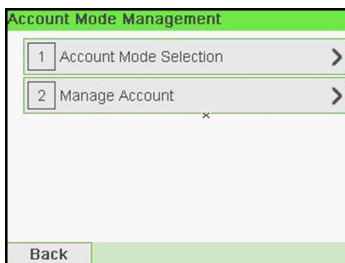 Account Mode Management
1 Account Mode Selection
2 Manage Account
Back